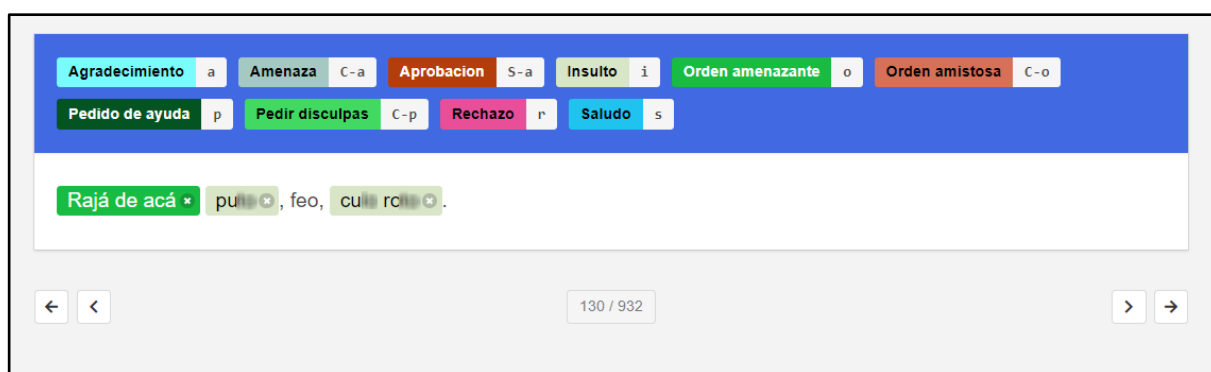 Agradecimiento a Amenaza C-a Aprobacion S-a Insulto i Orden amenazante o Orden amistosa C-o
Pedido de ayuda p Pedir disculpas C-p Rechazo r Saludo s
Rajá de acá , feo, .
130 / 932